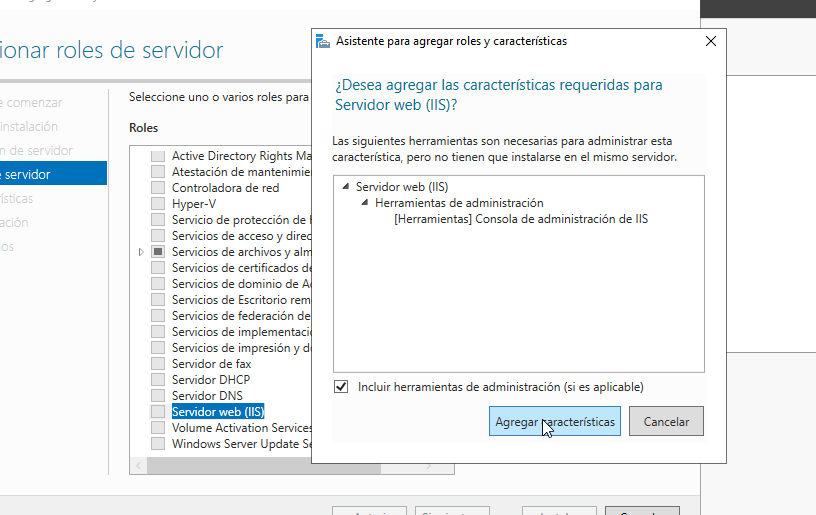 ionar roles de servidor
e comenzar
instalación
n de servidor
e servidor
ísticas
ación
os
Seleccione uno o varios roles para
Roles
Active Directory Rights Ma
Atestación de mantenimie
Controladora de red
Hyper-V
Servicio de protección de
Servicios de acceso y direc
Servicios de archivos y alm
Servicios de certificados de
Servicios de dominio de A
Servicios de Escritorio rem
Servicios de federación de
Servicios de implementaci
Servicios de impresión y d
Servidor de fax
Servidor DHCP
Servidor DNS
Servidor web (IIS)
Volume Activation Services
Windows Server Update Se
Asistente para agregar roles y características
¿Desea agregar las características requeridas para
Servidor web (IIS)?
Las siguientes herramientas son necesarias para administrar esta
característica, pero no tienen que instalarse en el mismo servidor.
Servidor web (IIS)
Herramientas de administración
[Herramientas] Consola de administración de IIS
Incluir herramientas de administración (si es aplicable)
Agregar características
Cancelar